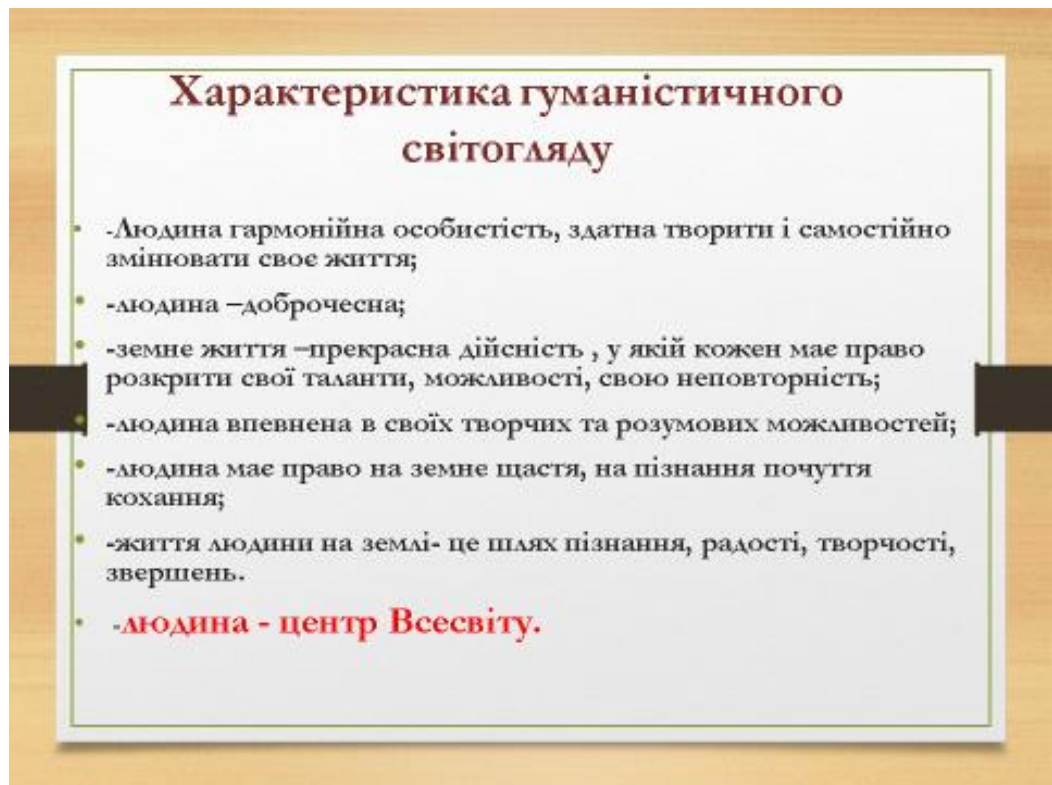 Характеристика гуманістичного
світогляду
• -Людина гармонійна особистість, здатна творити і самостійно
змінювати своє життя;
• -людина –доброчесна;
• -земне життя –прекрасна дійсність , у якій кожен має право
розкрити свої таланти, можливості, свою неповторність;
• -людина впевнена в своїх творчих та розумових можливостей;
• -людина має право на земне щастя, на пізнання почуття
кохання;
• -життя людини на землі- це шлях пізнання, радості, творчості,
звершень.
• -людина - центр Всесвіту.